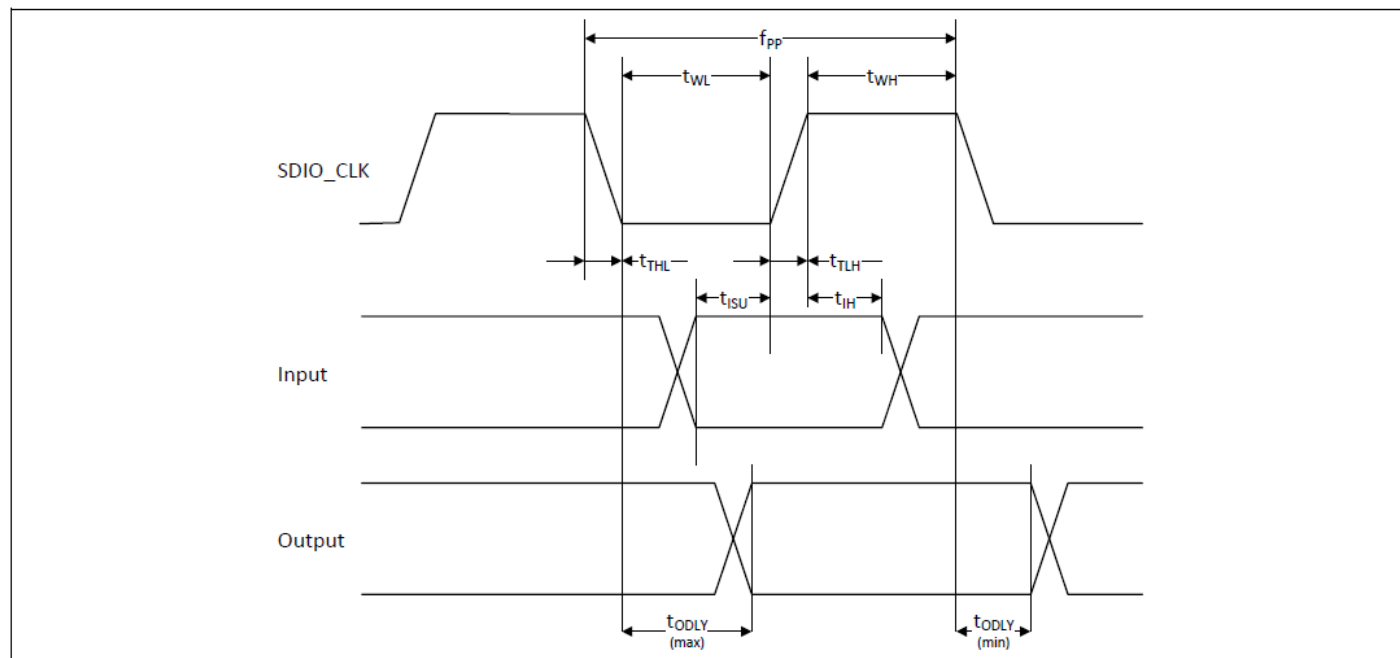 fPP
tWL
tWH
SDIO_CLK
tTHL
tTLH
tISU
tIH
Input
Output
tODLY
(max)
tODLY
(min)